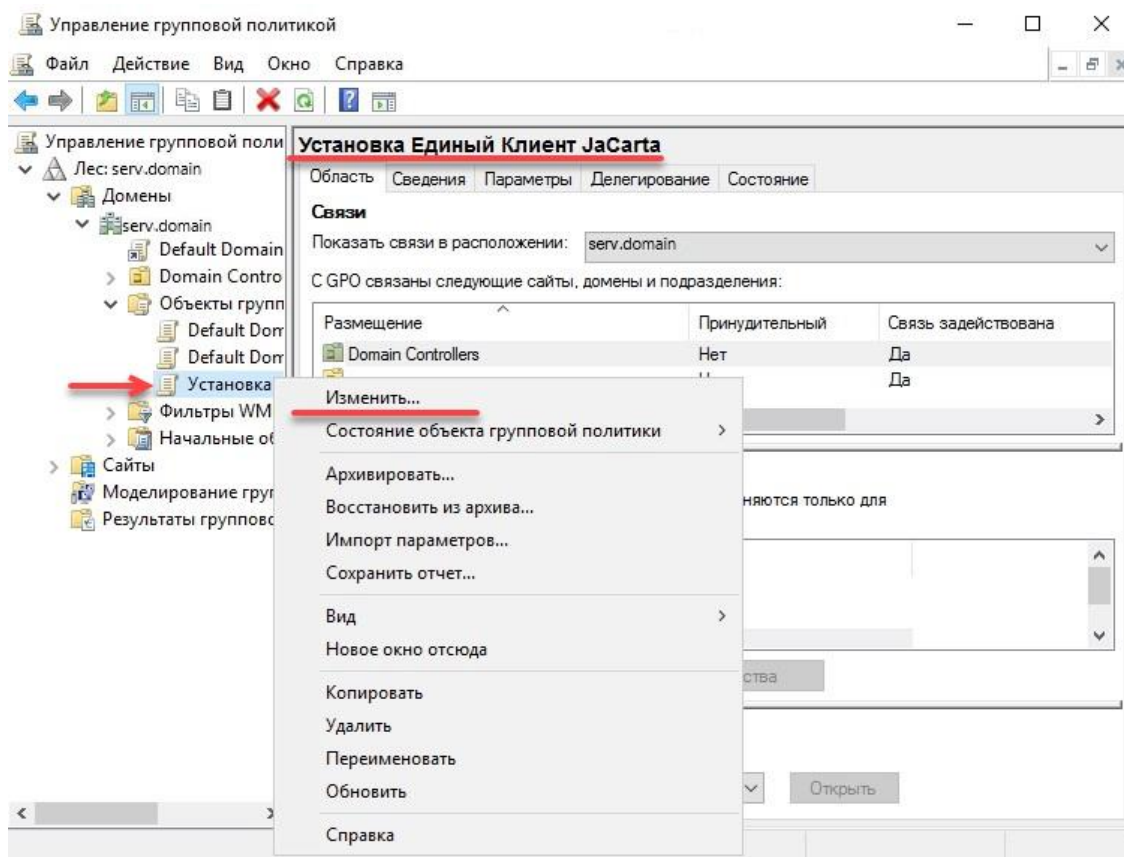 Управление групповой политикой
Файл Действие Вид Окно Справка
Управление групповой поли
Лес: serv.domain
Домены
serv.domain
Default Domain
Domain Contro
Объекты групп
Default Dom
Default Dom
Установка
Фильтры WM
Начальные об
Сайты
Моделирование груп
Результаты группово
Установка Единый Клиент JaCarta
Область Сведения Параметры Делегирование Состояние
Связи
Показать связи в расположении: serv.domain
С GPO связаны следующие сайты, домены и подразделения:
Размещение Принудительный Связь задействована
Domain Controllers Нет Да
Да
няются только для
ства
Открыть
Изменить...
Состояние объекта групповой политики
Архивировать...
Восстановить из архива...
Импорт параметров...
Сохранить отчет...
Вид
Новое окно отсюда
Копировать
Удалить
Переименовать
Обновить
Справка